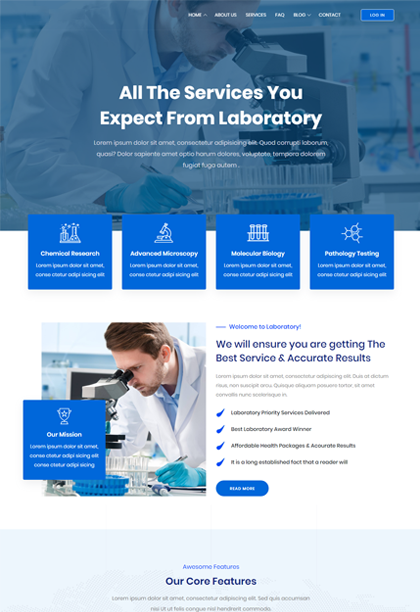 HOME ABOUT US SERVICES FAQ BLOG CONTACT LOG IN
All The Services You
Expect From Laboratory
Lorem ipsum dolor sit amet, consectetur adipisicing elit. Quod corrupti laborum,
quasi? Dolor sapiente amet optio harum dolores, voluptate, tempora dolorem
fugiat fuga autem..
Chemical Research
Lorem ipsum dolor sit amet,
conse ctetur adipi sicing elit
Advanced Microscopy
Lorem ipsum dolor sit amet,
conse ctetur adipi sicing elit
Molecular Biology
Lorem ipsum dolor sit amet,
conse ctetur adipi sicing elit
Pathology Testing
Lorem ipsum dolor sit amet,
conse ctetur adipi sicing elit
Our Mission
Lorem ipsum dolor sit amet,
conse ctetur adipi sicing elit
conse ctetur adipi sicing
Welcome to Laboratory!
We will ensure you are getting The
Best Service & Accurate Results
Lorem ipsum dolor sit amet, consectetur adipiscing elit. Duis at dictum
risus, non suscipit arcu. Quisque aliquam posuere tortor, sit amet
convallis nunc scelerisque in.
Laboratory Priority Services Delivered
Best Laboratory Award Winner
Affordable Health Packages & Accurate Results
It is a long established fact that a reader will
READ MORE
Awesome Features
Our Core Features
Lorem ipsum dolor sit amet, consectetur adipiscing elit. Sed quis accumsan
nisi Ut ut felis congue nisl hendrerit commodo.